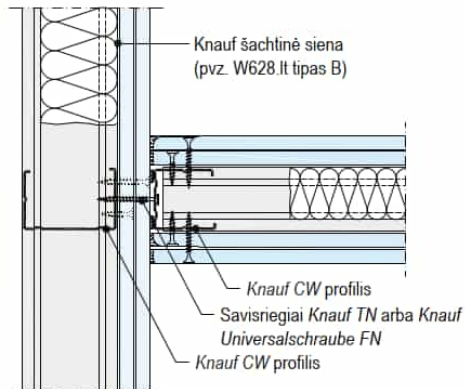 Knauf šachtinė siena
(pvz. W628.lt tipas B)
Knauf CW profilis
Savisriegiai Knauf TN arba Knauf
Universalschraube FN
Knauf CW profilis